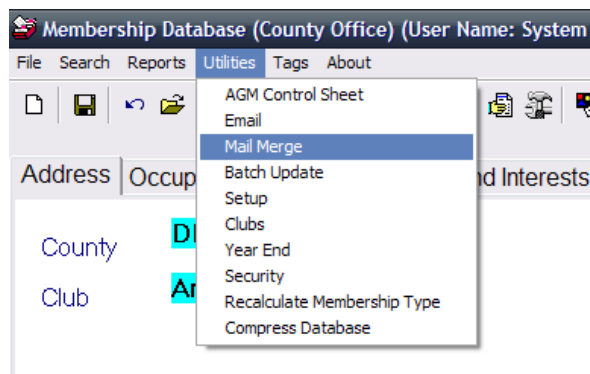 Membership Database (County Office) (User Name: System
File Search Reports Utilities Tags About
AGM Control Sheet
Email
Mail Merge
Batch Update
Setup
Clubs
Year End
Security
Recalculate Membership Type
Compress Database
Address Occup nd Interests
County D
Club A